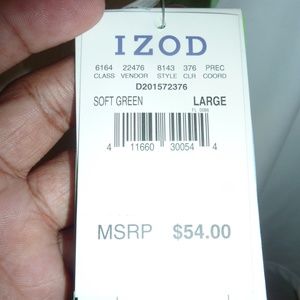 IZOD
6164 22476 8143 376 PREC
CLASS VENDOR STYLE CLR COORD
D201572376
SOFT GREEN LARGE
4 11660 30054 4
MSRP $54.00